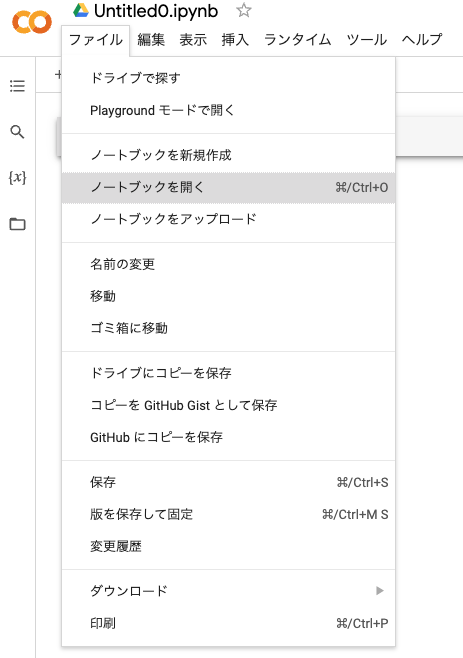 Untitled0.ipynb
ファイル 編集 表示 挿入 ランタイム ツール ヘルプ
+
ドライブで探す
Playground モードで開く
{x}
ノートブックを新規作成
ノートブックを開く ⌘/Ctrl+O
ノートブックをアップロード
名前の変更
移動
ゴミ箱に移動
ドライブにコピーを保存
コピーを GitHub Gist として保存
GitHub にコピーを保存
保存 ⌘/Ctrl+S
版を保存して固定 ⌘/Ctrl+M S
変更履歴
ダウンロード
印刷 ⌘/Ctrl+P